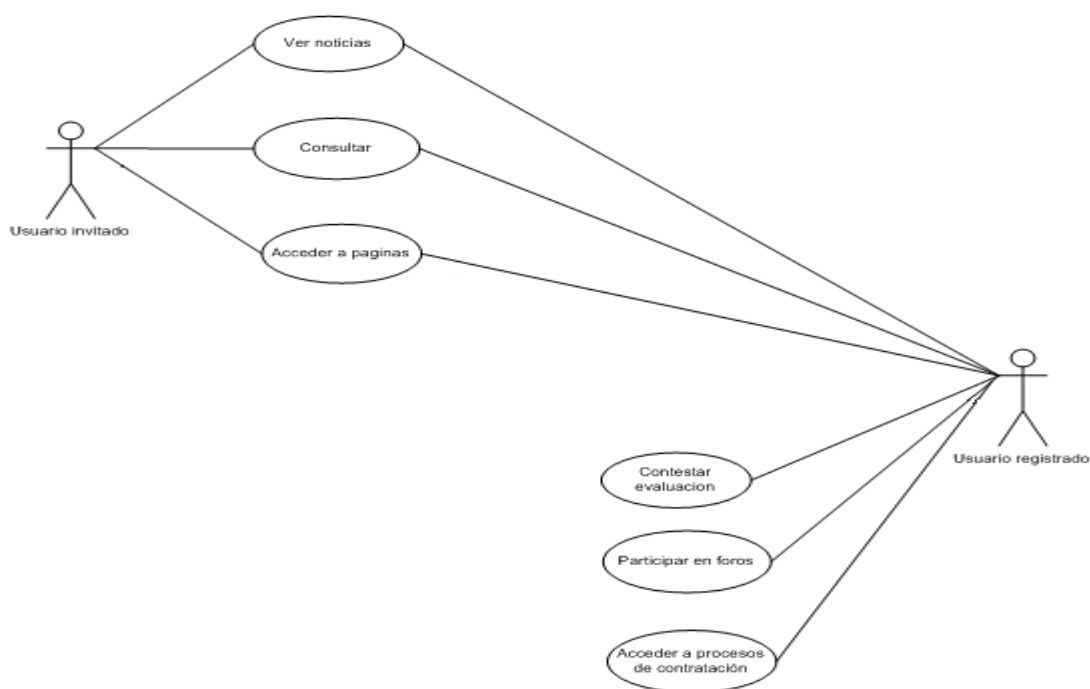 Ver noticias
Consultar
Usuario invitado
Acceder a paginas
Usuario registrado
Contestar
evaluacion
Participar en foros
Acceder a procesos
de contratación